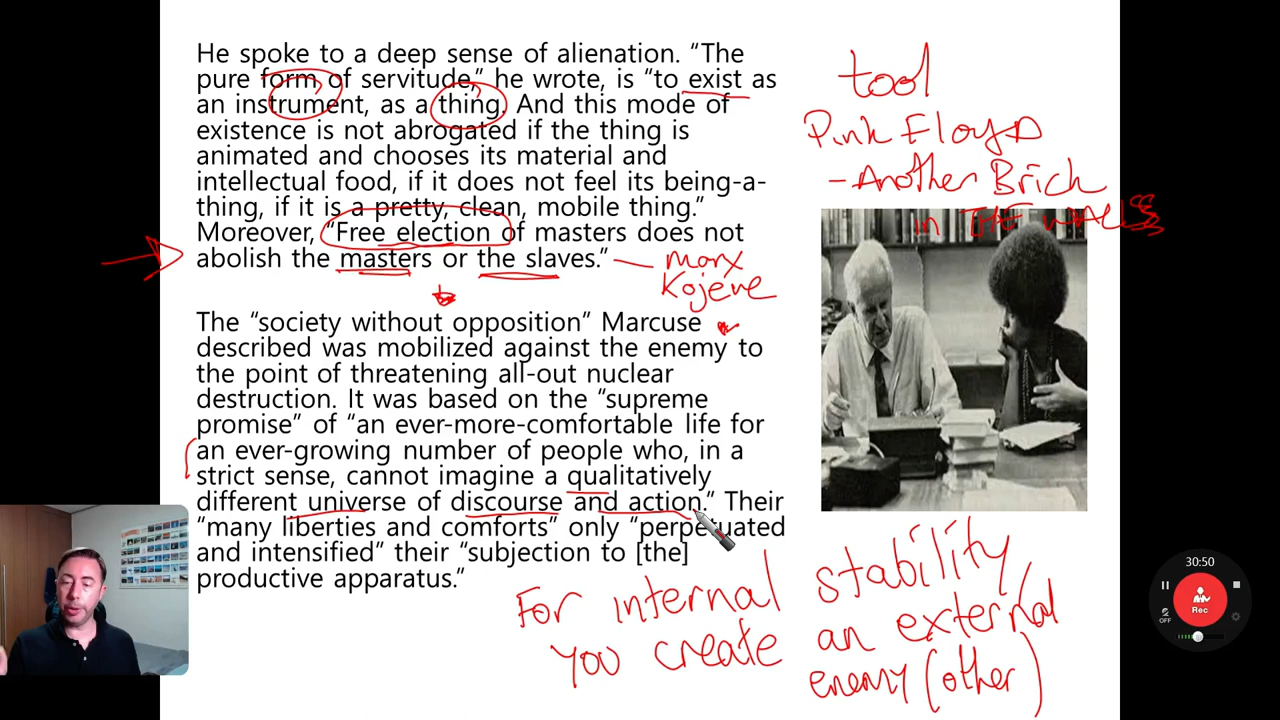 He spoke to a deep sense of alienation. “The
pure form of servitude,” he wrote, is “to exist as
an instrument, as a thing. And this mode of
existence is not abrogated if the thing is
animated and chooses its material and
intellectual food, if it does not feel its being-a-
thing, if it is a pretty, clean, mobile thing.”
Moreover, “Free election of masters does not
abolish the masters or the slaves.”
The “society without opposition” Marcuse
described was mobilized against the enemy to
the point of threatening all-out nuclear
destruction. It was based on the “supreme
promise” of “an ever-more-comfortable life for
an ever-growing number of people who, in a
strict sense, cannot imagine a qualitatively
different universe of discourse and action.” Their
“many liberties and comforts” only “perpetuated
and intensified” their “subjection to [the]
productive apparatus.”
tool
Pink Floyd
- Another Brick
in THE WALL
Marx
Kojeve
For internal stability
you create an external
enemy (other)
30:50
Rec
OFF